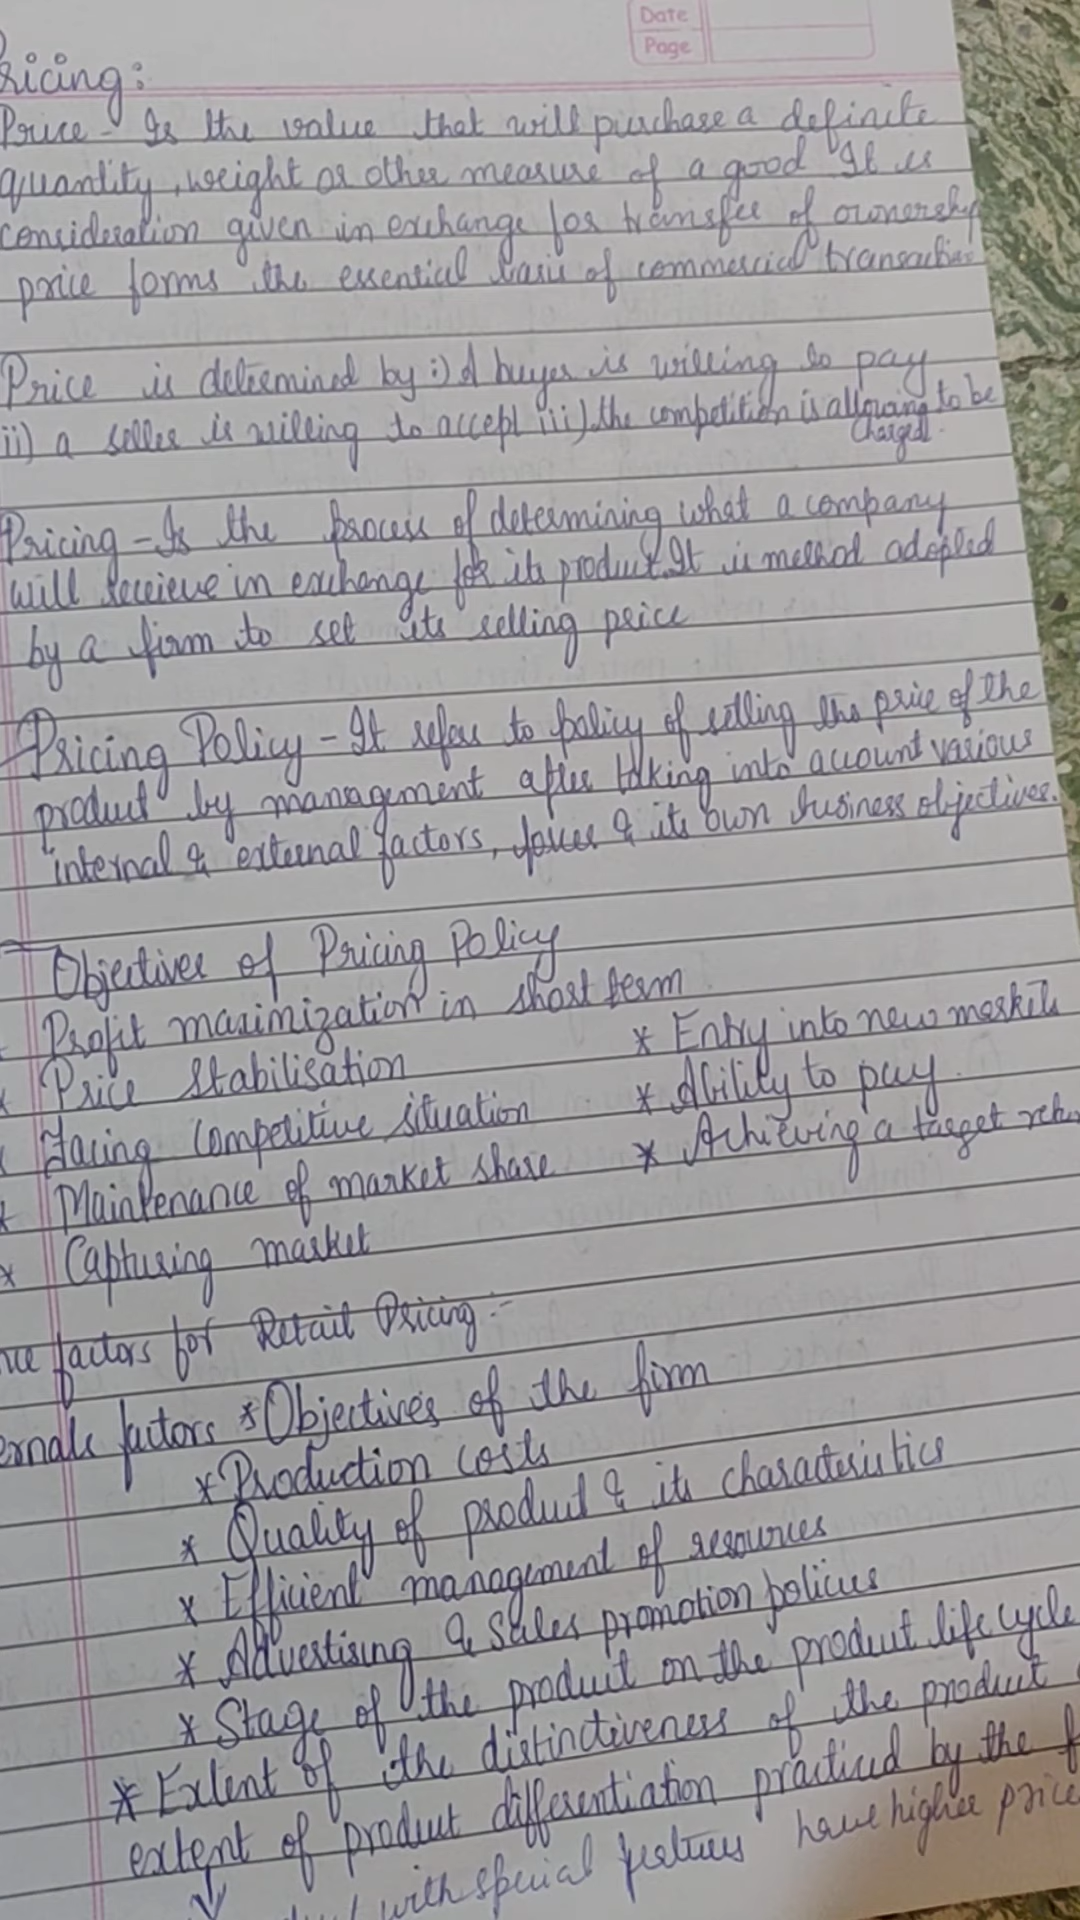 Date
Page
ricing:
Price - Is the value that will purchase a definite
quantity, weight or other measure of a good It is
consideration given in exchange for transfer of ownership
price forms the essential basis of commercial transaction
Price is determined by i) A buyer is willing to pay
ii) a seller is willing to accept iii) the competition is allowing to be
charged.
Pricing - Is the process of determining what a company
will receieve in exchange for its product. It is method adopted
by a firm to set its selling price
Pricing Policy - It refers to policy of setting the price of the
product by management after taking into account various
internal & external factors, forces & its own business objectives.
Objectives of Pricing Policy
Profit maximization in short term
* Entry into new markets
* Price Stabilisation
* Ability to pay.
* Facing Competitive situation
* Achieving a target retu
* Maintenance of market share
* Capturing market
nce factors for Retail Pricing :-
ernals factors * Objectives of the firm
* Production costs
* Quality of product & its characteristics
* Efficient management of resources
* Advertising & Sales promotion policies
* Stage of the product on the product life cycle
* Extent of the distinctiveness of the product
extent of product differentiation practiced by the f
with special features have higher price